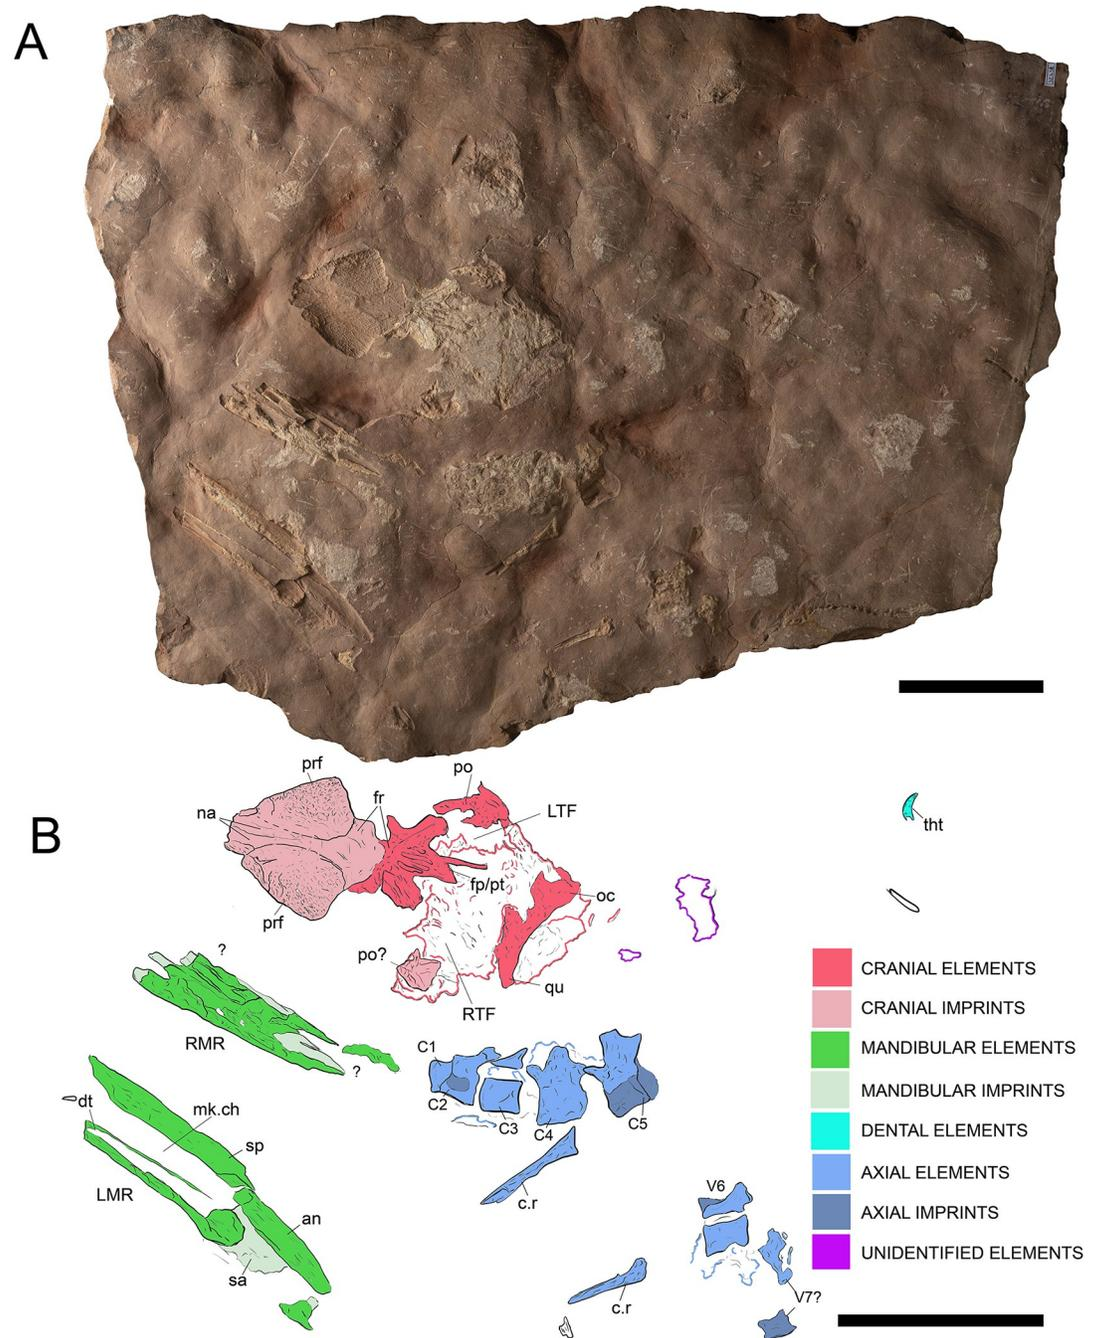 A
B
prf
na
fr
po
LTF
fp/pt
oc
prf
po?
qu
RTF
tht
?
RMR
?
C1
C2
C3
C4
C5
c.r
dt
mk.ch
sp
LMR
an
sa
V6
V7?
c.r
CRANIAL ELEMENTS
CRANIAL IMPRINTS
MANDIBULAR ELEMENTS
MANDIBULAR IMPRINTS
DENTAL ELEMENTS
AXIAL ELEMENTS
AXIAL IMPRINTS
UNIDENTIFIED ELEMENTS